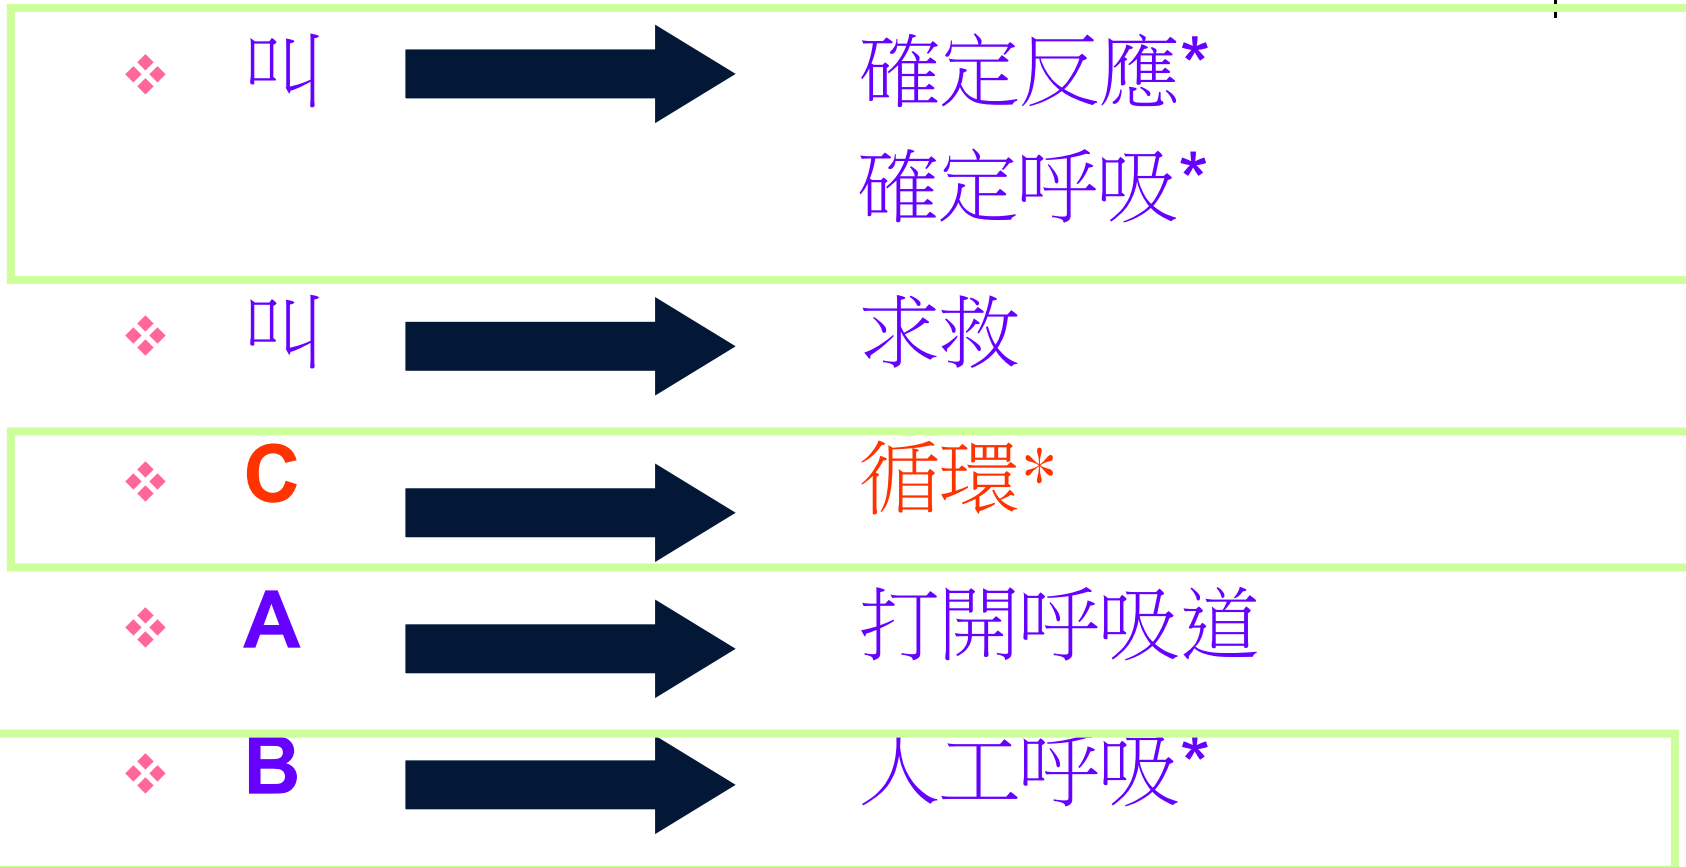 ❖ 叫 確定反應*
確定呼吸*
❖ 叫 求救
❖ C 循環*
❖ A 打開呼吸道
❖ B 人工呼吸*